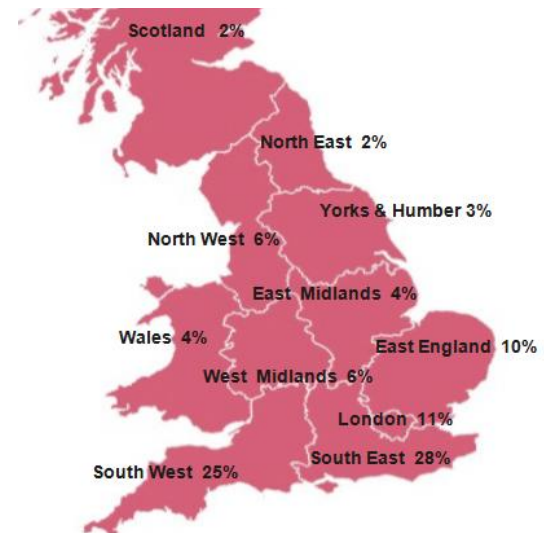 Scotland 2%
North East 2%
Yorks & Humber 3%
North West 6%
East Midlands 4%
Wales 4%
East England 10%
West Midlands 6%
London 11%
South East 28%
South West 25%